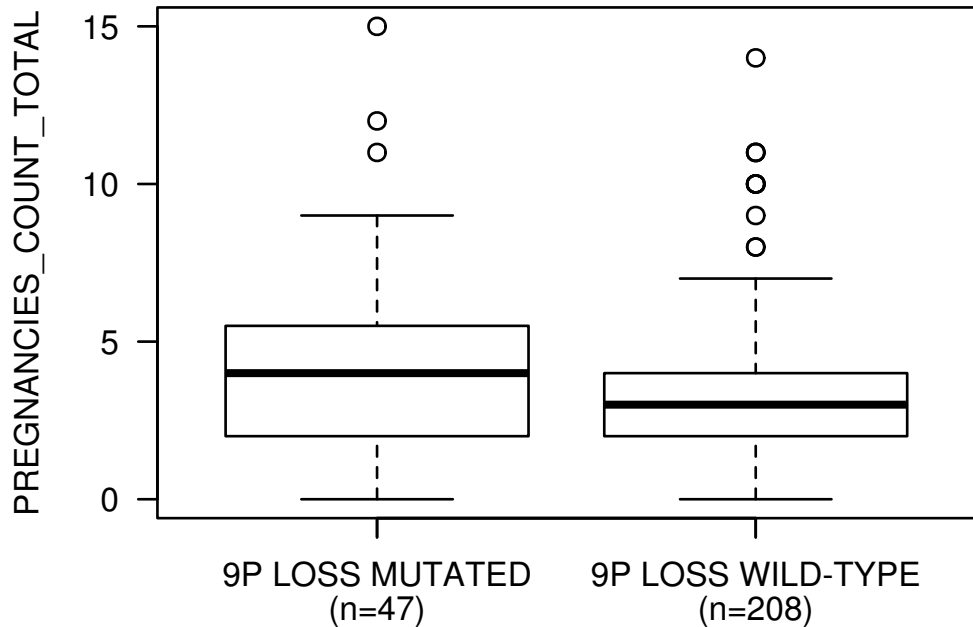 PREGNANCIES_COUNT_TOTAL
15
10
5
0
9P LOSS MUTATED
(n=47)
9P LOSS WILD-TYPE
(n=208)